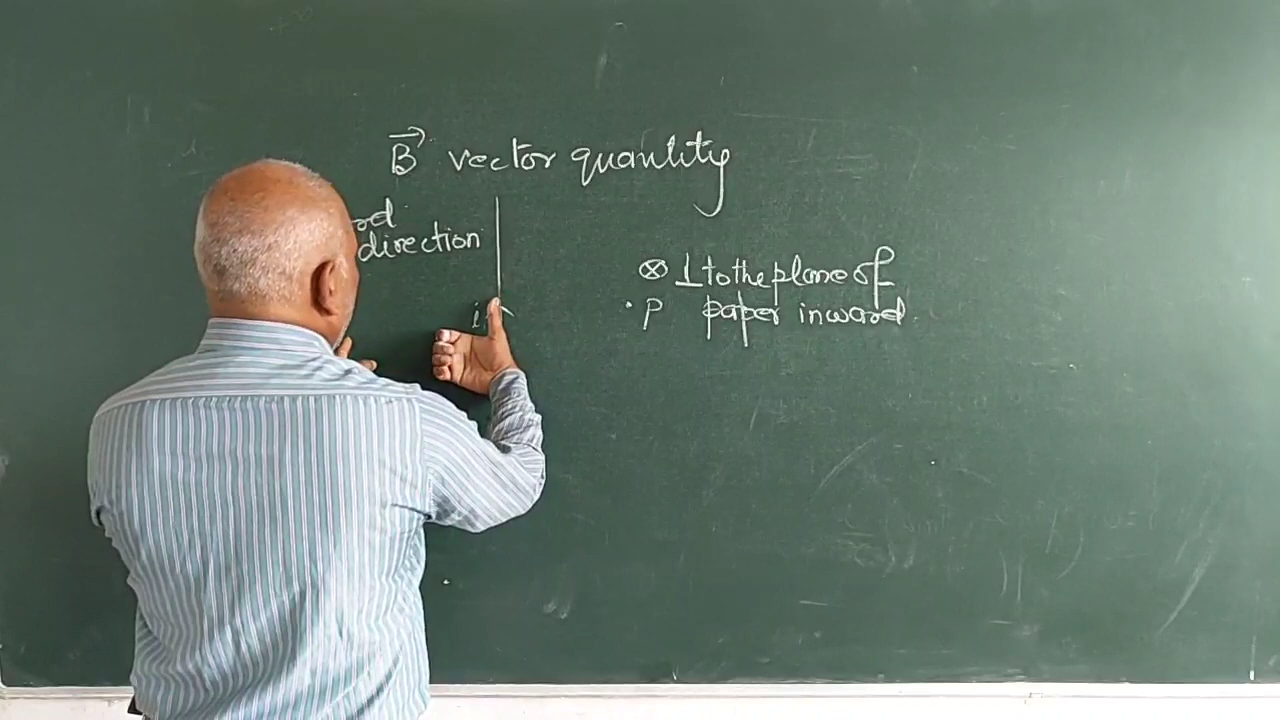 B vector quantity
direction
i
⊗ ⊥ to the plane of
· P paper inward